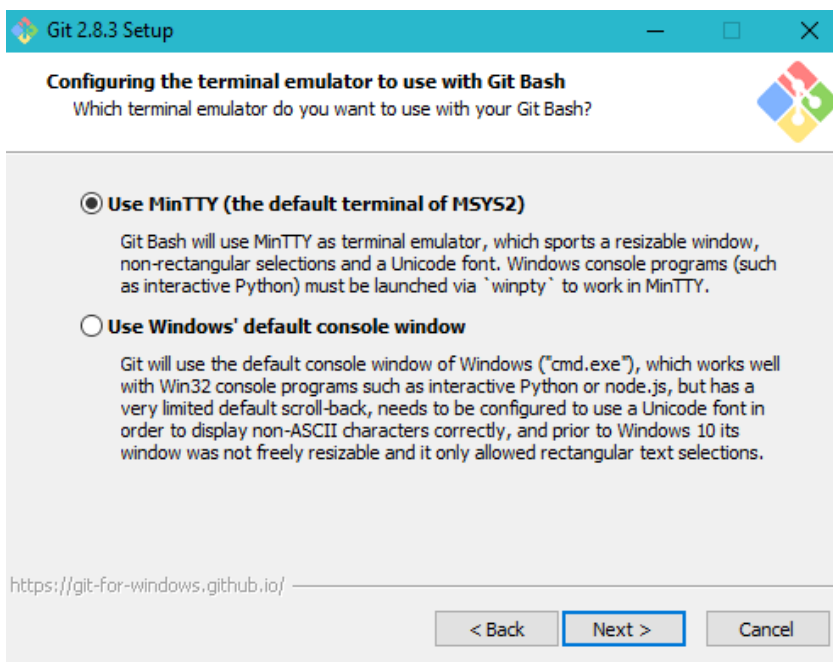 Git 2.8.3 Setup
Configuring the terminal emulator to use with Git Bash
Which terminal emulator do you want to use with your Git Bash?
Use MinTTY (the default terminal of MSYS2)
Git Bash will use MinTTY as terminal emulator, which sports a resizable window,
non-rectangular selections and a Unicode font. Windows console programs (such
as interactive Python) must be launched via `winpty` to work in MinTTY.
Use Windows' default console window
Git will use the default console window of Windows ("cmd.exe"), which works well
with Win32 console programs such as interactive Python or node.js, but has a
very limited default scroll-back, needs to be configured to use a Unicode font in
order to display non-ASCII characters correctly, and prior to Windows 10 its
window was not freely resizable and it only allowed rectangular text selections.
https://git-for-windows.github.io/
< Back
Next >
Cancel